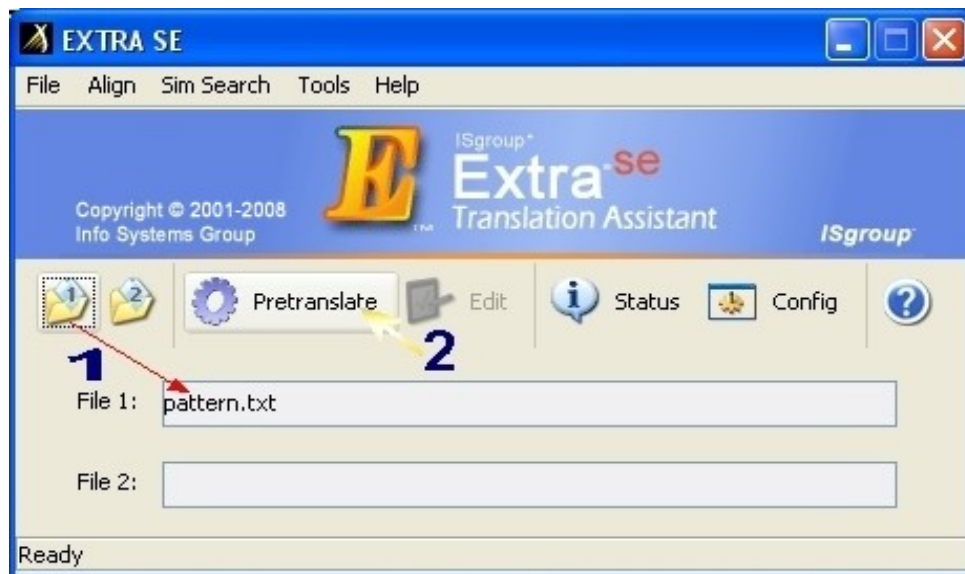 EXTRA SE
File Align Sim Search Tools Help
ISgroup
Extra se
Translation Assistant
E TM
Copyright © 2001-2008
Info Systems Group
ISgroup
1 2 Pretranslate Edit i Status Config ?
1 2
File 1: pattern.txt
File 2:
Ready